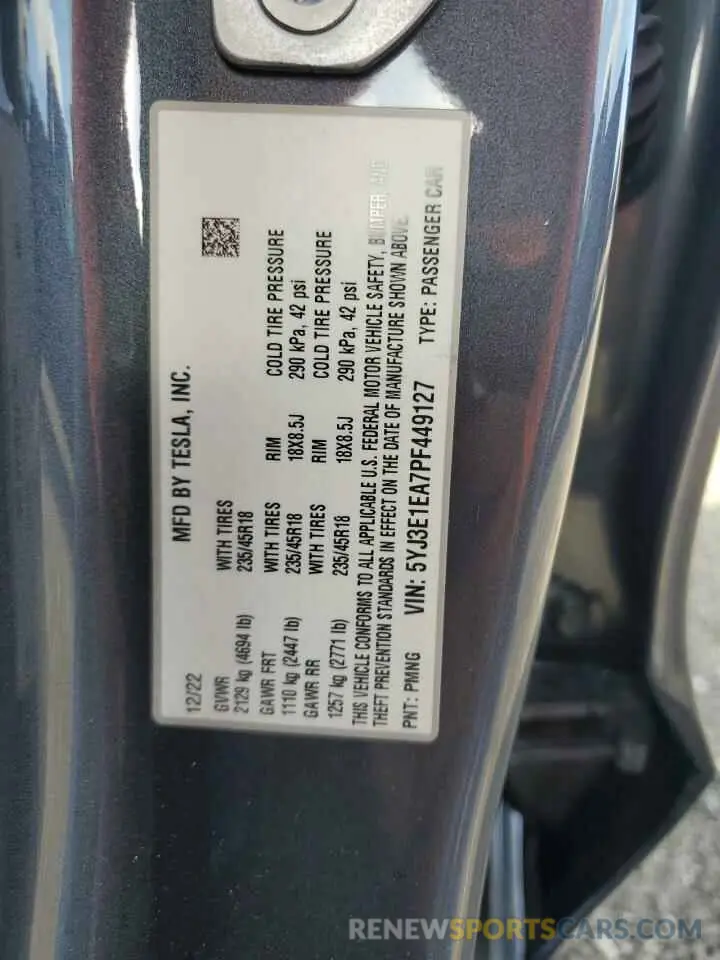 MFD BY TESLA, INC.
12/22
GVWR WITH TIRES RIM COLD TIRE PRESSURE
2129 kg (4694 lb) 235/45R18 18X8.5J 290 kPa, 42 psi
GAWR FRT WITH TIRES RIM COLD TIRE PRESSURE
1110 kg (2447 lb) 235/45R18 18X8.5J 290 kPa, 42 psi
GAWR RR WITH TIRES
1257 kg (2771 lb) 235/45R18
THIS VEHICLE CONFORMS TO ALL APPLICABLE U.S. FEDERAL MOTOR VEHICLE SAFETY, BUMPER, AND
THEFT PREVENTION STANDARDS IN EFFECT ON THE DATE OF MANUFACTURE SHOWN ABOVE.
PNT: PMNG VIN: 5YJ3E1EA7PF449127 TYPE: PASSENGER CAR
RENEWSPORTSCARS.COM